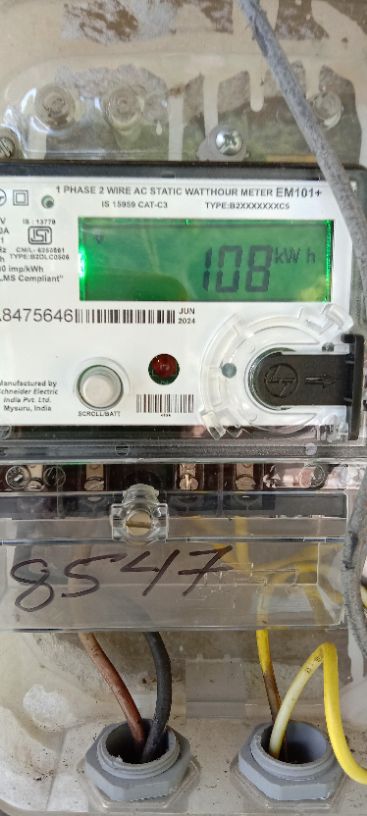 1 PHASE 2 WIRE AC STATIC WATTHOUR METER EM101+
IS 15959 CAT-C3 TYPE:B2XXXXXXXC5
IS : 13779
CM/L - 6250861
TYPE:B2DLC0506
imp/kWh
LMS Compliant"
108 kWh
8475646
JUN
2024
Manufactured by
Schneider Electric
India Pvt. Ltd.
Mysuru, India
SCROLL/BATT
8547